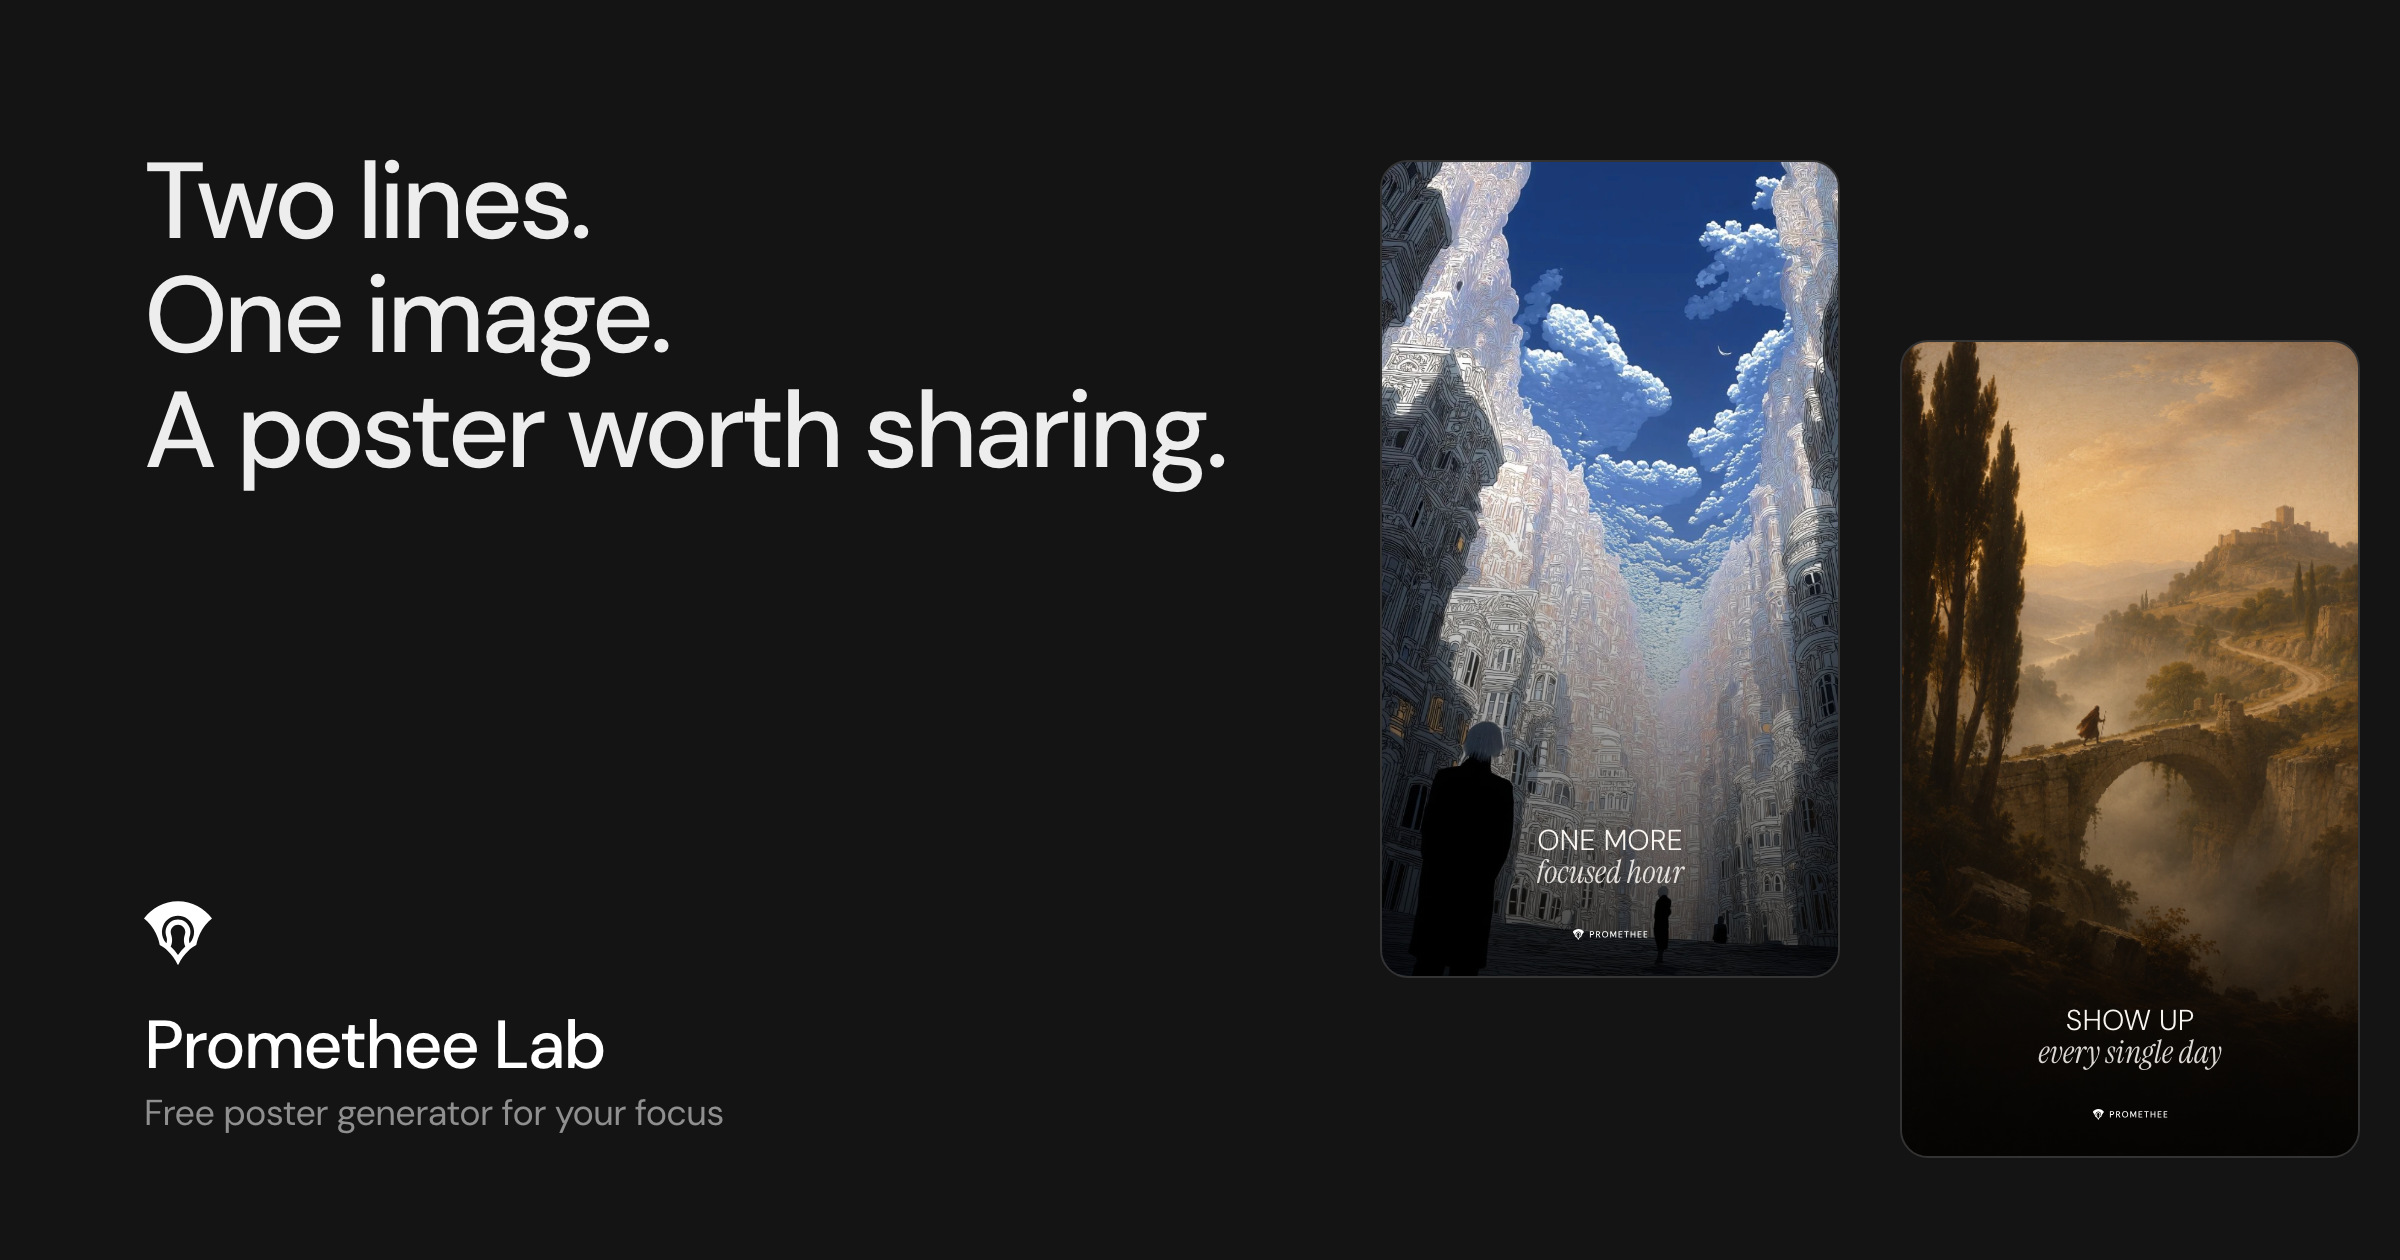 Two lines.
One image.
A poster worth sharing.
Promethee Lab
Free poster generator for your focus
ONE MORE
focused hour
PROMETHEE
SHOW UP
every single day
PROMETHEE